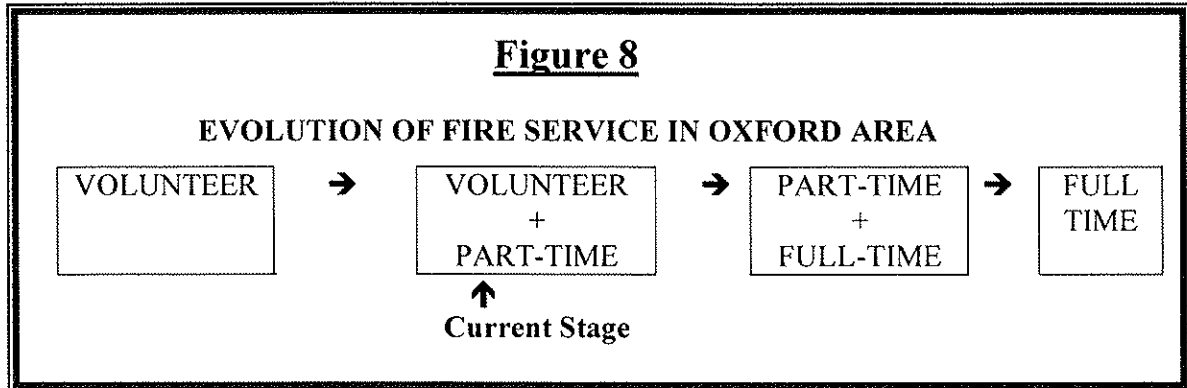 Figure 8
EVOLUTION OF FIRE SERVICE IN OXFORD AREA
VOLUNTEER → VOLUNTEER + PART-TIME → PART-TIME + FULL-TIME → FULL TIME
↑
Current Stage